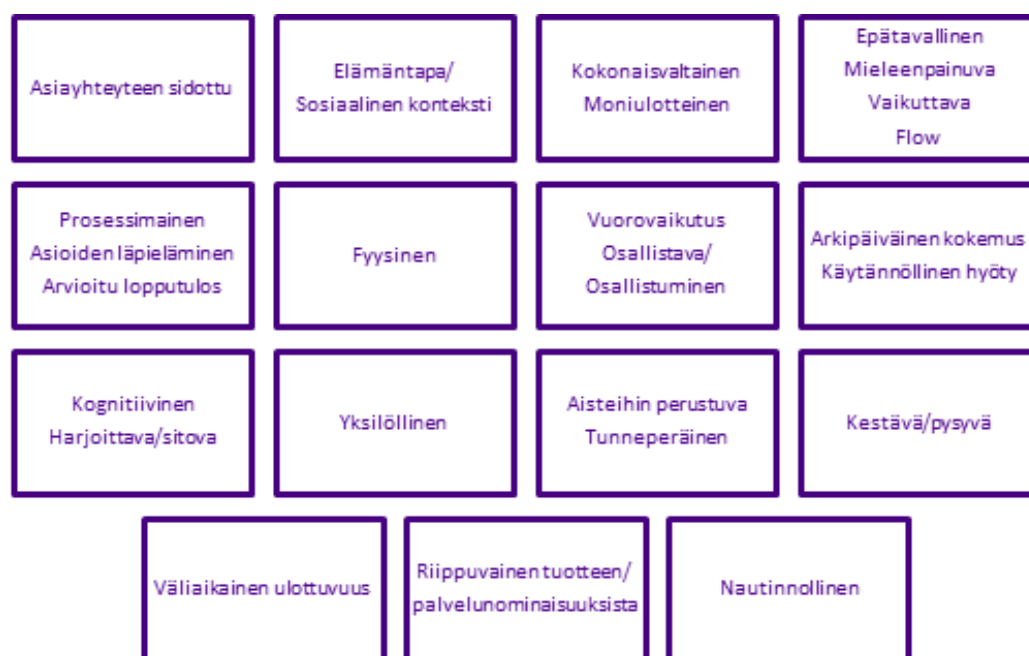 Asiayhteyteen sidottu
Elämäntapa/
Sosiaalinen konteksti
Kokonaisvaltainen
Moniulotteinen
Epätavallinen
Mieleenpainuva
Vaikuttava
Flow
Prosessimainen
Asioiden läpieläminen
Arvioitu lopputulos
Fyysinen
Vuorovaikutus
Osallistava/
Osallistuminen
Arkipäiväinen kokemus
Käytännöllinen hyöty
Kognitiivinen
Harjoittava/sitova
Yksilöllinen
Aisteihin perustuva
Tunneperäinen
Kestävä/pysyvä
Väliaikainen ulottuvuus
Riippuvainen tuotteen/
palvelunominaisuuksista
Nautinnollinen